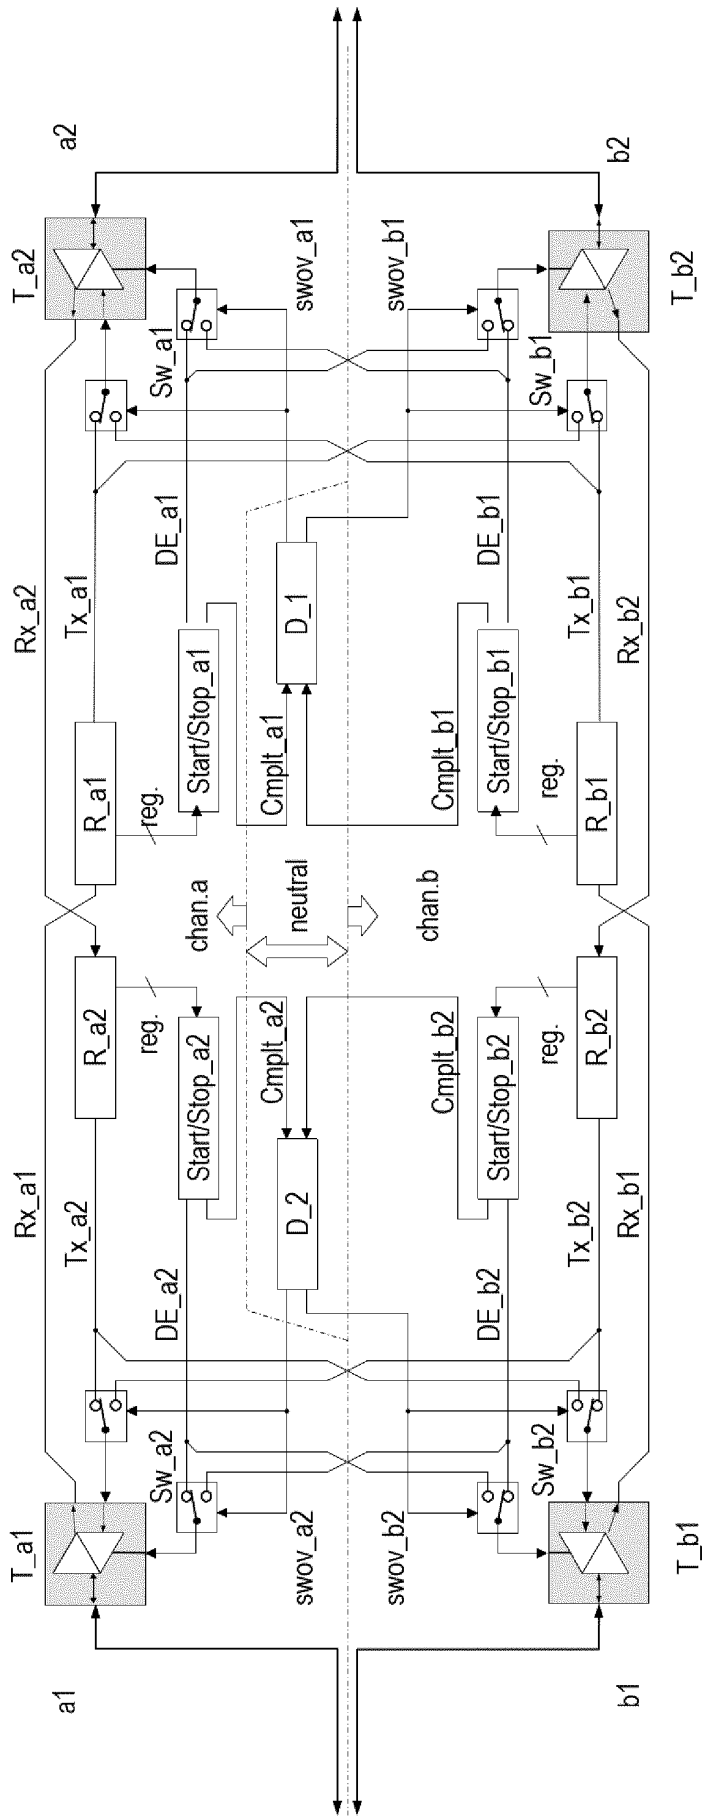 a2
b2
T_a2
T_b2
swov_a1
swov_b1
Sw_a1
Sw_b1
Rx_a2
Tx_a1
DE_a1
DE_b1
Tx_b1
Rx_b2
D_1
R_a1
Start/Stop_a1
Cmplt_a1
Cmplt_b1
Start/Stop_b1
R_b1
reg.
reg.
chan.a
neutral
chan.b
R_a2
reg.
Start/Stop_a2
Cmplt_a2
Cmplt_b2
Start/Stop_b2
reg.
R_b2
D_2
Rx_a1
Tx_a2
DE_a2
DE_b2
Tx_b2
Rx_b1
Sw_a2
Sw_b2
swov_a2
swov_b2
T_a1
T_b1
a1
b1